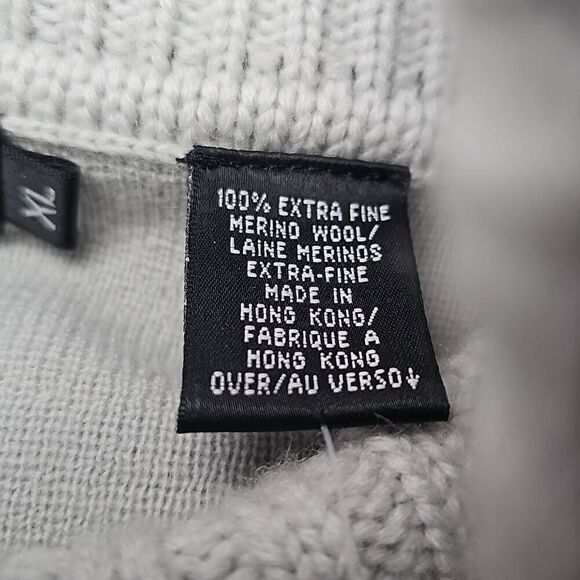 XL
100% EXTRA FINE
MERINO WOOL/
LAINE MERINOS
EXTRA-FINE
MADE IN
HONG KONG/
FABRIQUE A
HONG KONG
OVER/AU VERSO↓